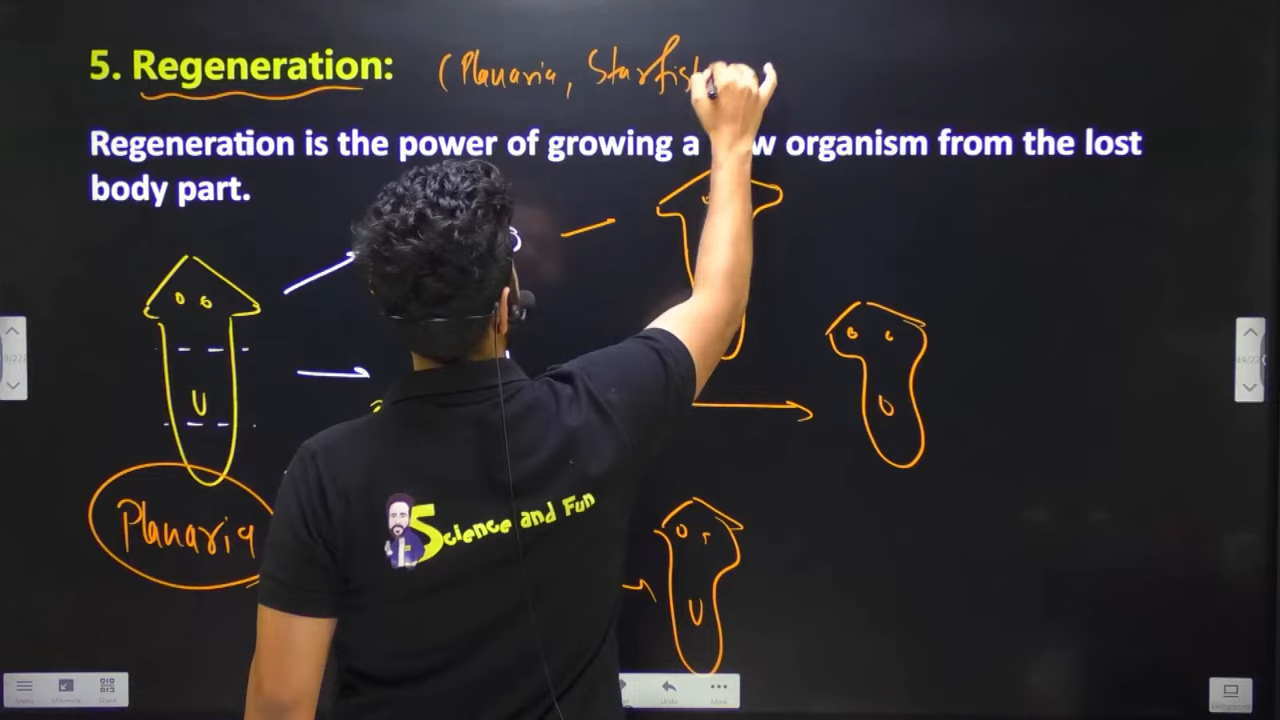 5. Regeneration: (Planaria, Starfish
Regeneration is the power of growing a organism from the lost
body part.
Planaria
Science and Fun
Undo